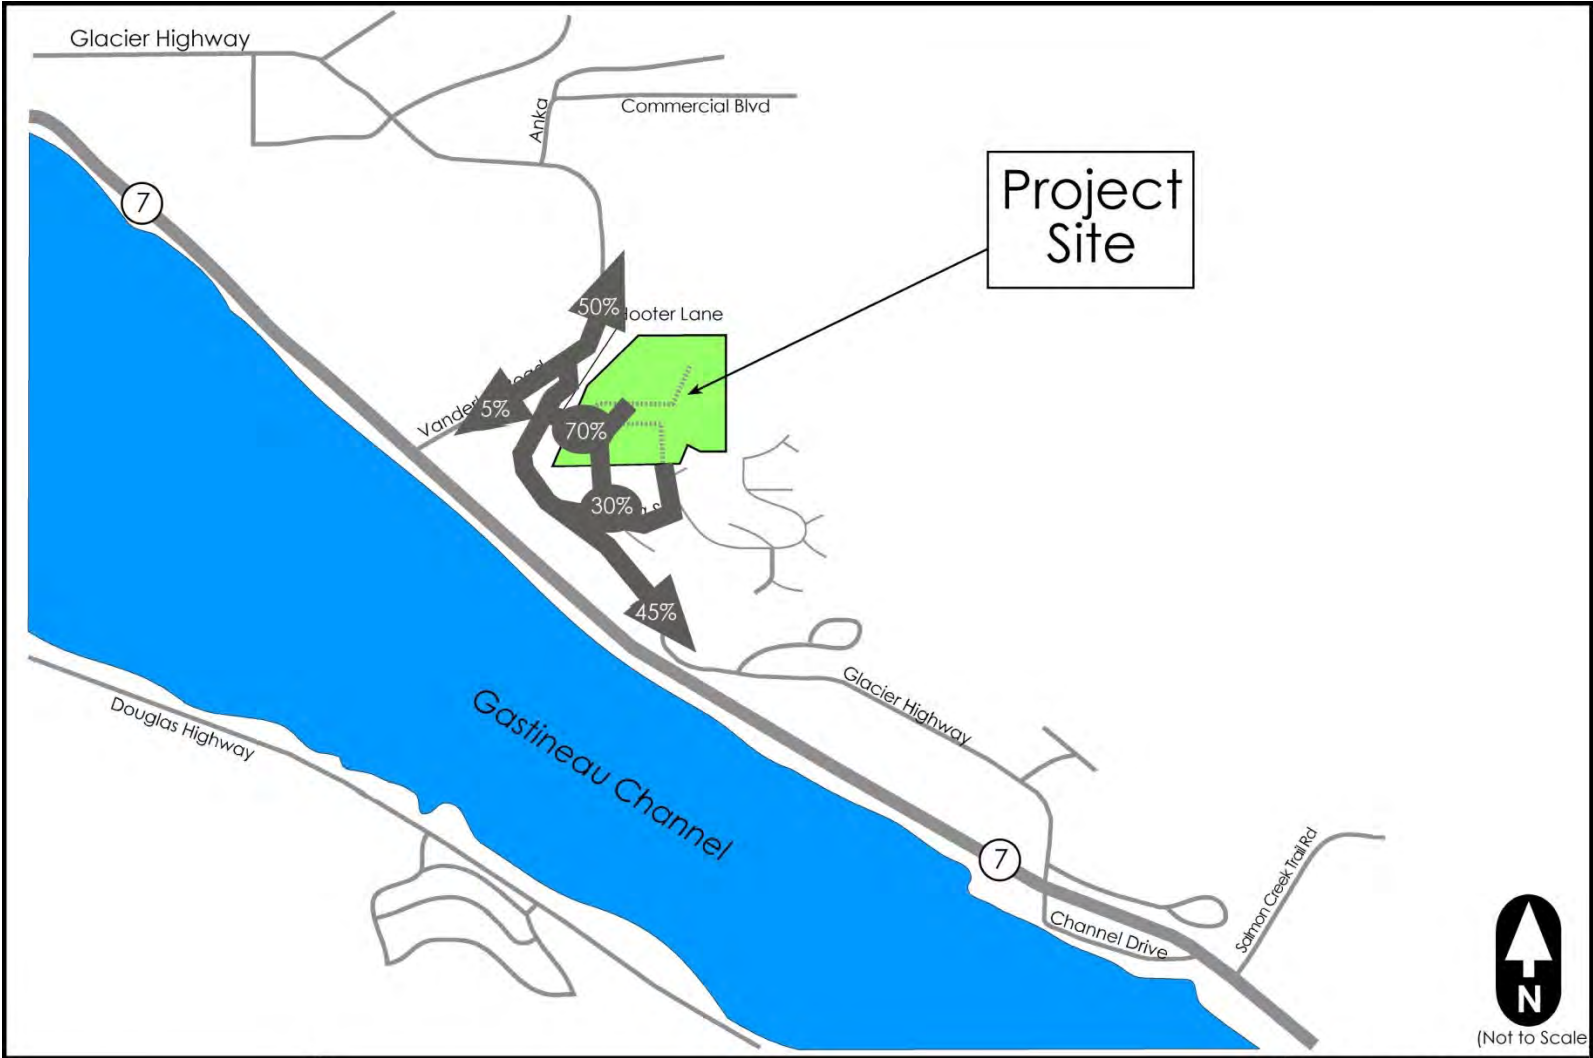 Glacier Highway
Anka
Commercial Blvd
7
Project
Site
50%
Hooter Lane
5%
70%
30%
45%
Glacier Highway
Douglas Highway
Gastineau Channel
7
Salmon Creek Trail Rd
Channel Drive
N
(Not to Scale